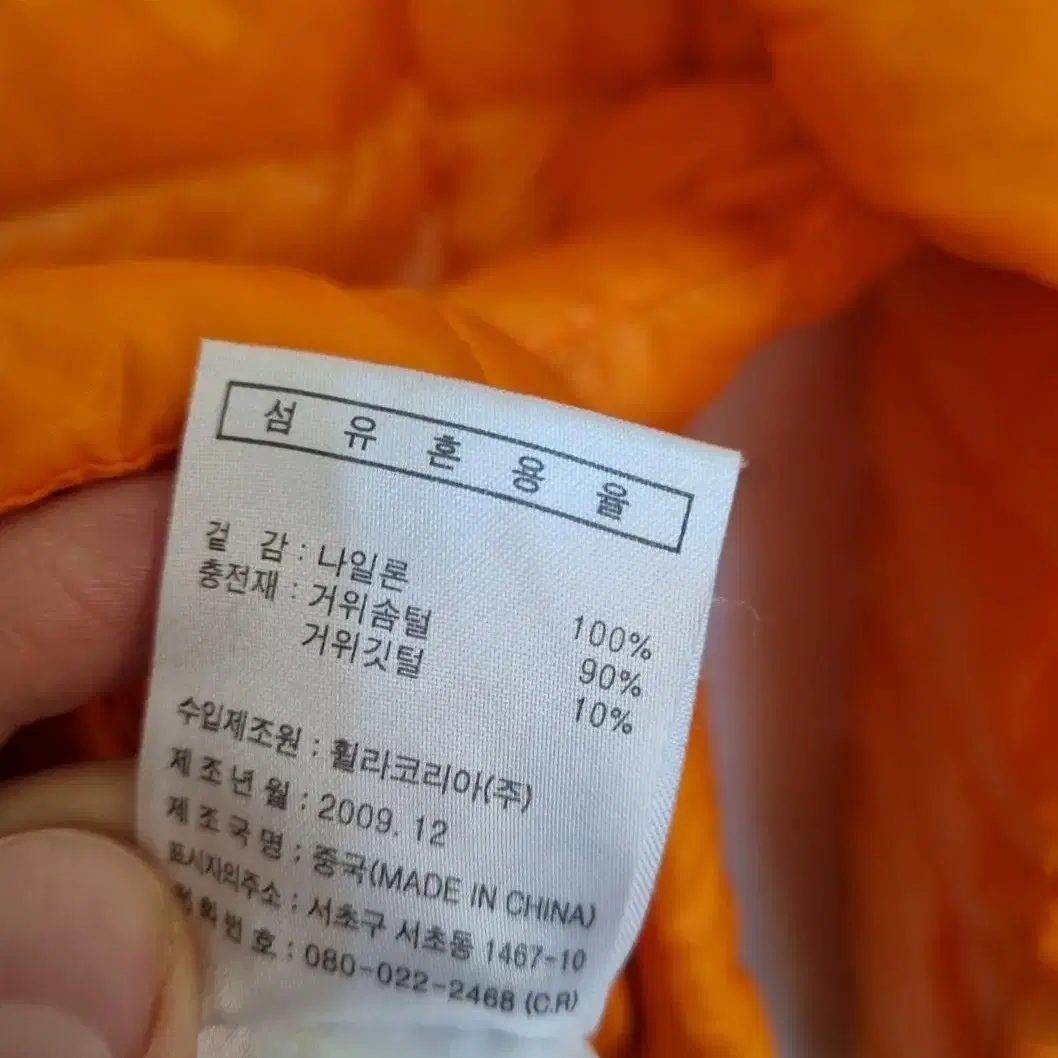 섬 유 혼 용 율
겉 감 : 나일론 100%
충전재 : 거위솜털 90%
거위깃털 10%
수입제조원 : 휠라코리아(주)
제 조 년 월 : 2009. 12
제 조 국 명 : 중국(MADE IN CHINA)
표시자의주소 : 서초구 서초동 1467-10
전 화 번 호 : 080-022-2468 (C.R)